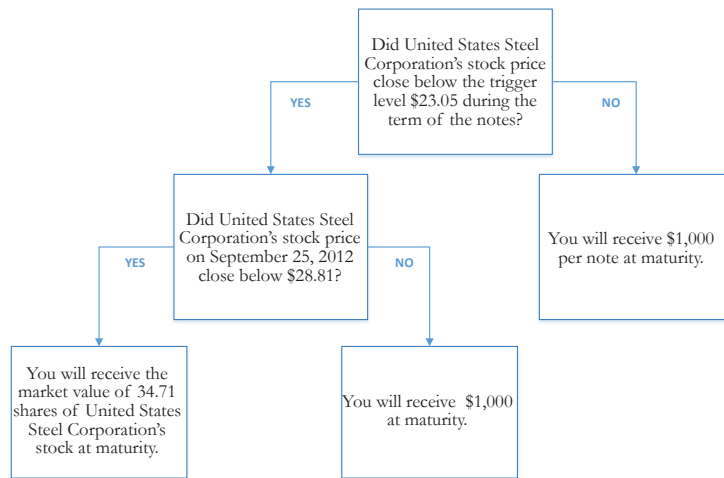 Did United States Steel
Corporation's stock price
close below the trigger
level $23.05 during the
term of the notes?
YES
NO
Did United States Steel
Corporation's stock price
on September 25, 2012
close below $28.81?
You will receive $1,000
per note at maturity.
YES
NO
You will receive the
market value of 34.71
shares of United States
Steel Corporation's
stock at maturity.
You will receive $1,000
at maturity.